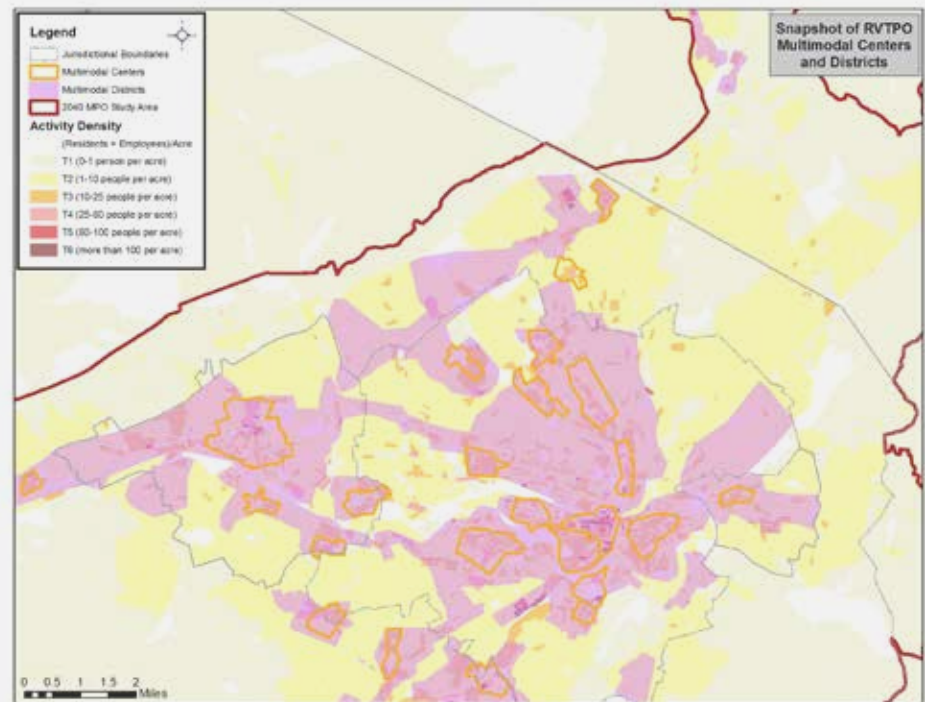 Legend
Jurisdictional Boundaries
Multimodal Centers
Multimodal Districts
2040 MPO Study Area
Activity Density
(Residents + Employees)/Acre
T1 (0-1 person per acre)
T2 (1-10 people per acre)
T3 (10-25 people per acre)
T4 (25-60 people per acre)
T5 (60-100 people per acre)
T6 (more than 100 per acre)
Snapshot of RVTPO
Multimodal Centers
and Districts
0 0.5 1 1.5 2
Miles